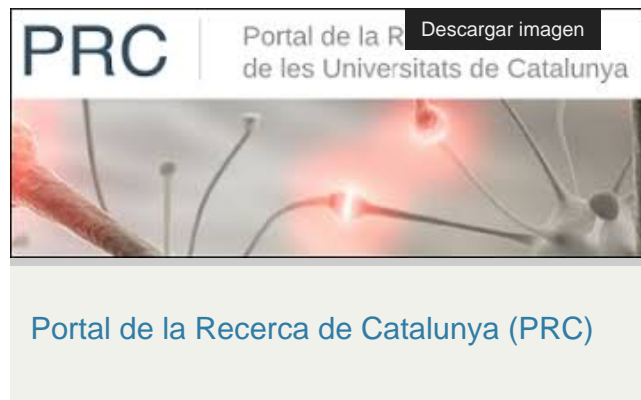 PRC
Portal de la R
Descargar imagen
de les Universitats de Catalunya
Portal de la Recerca de Catalunya (PRC)